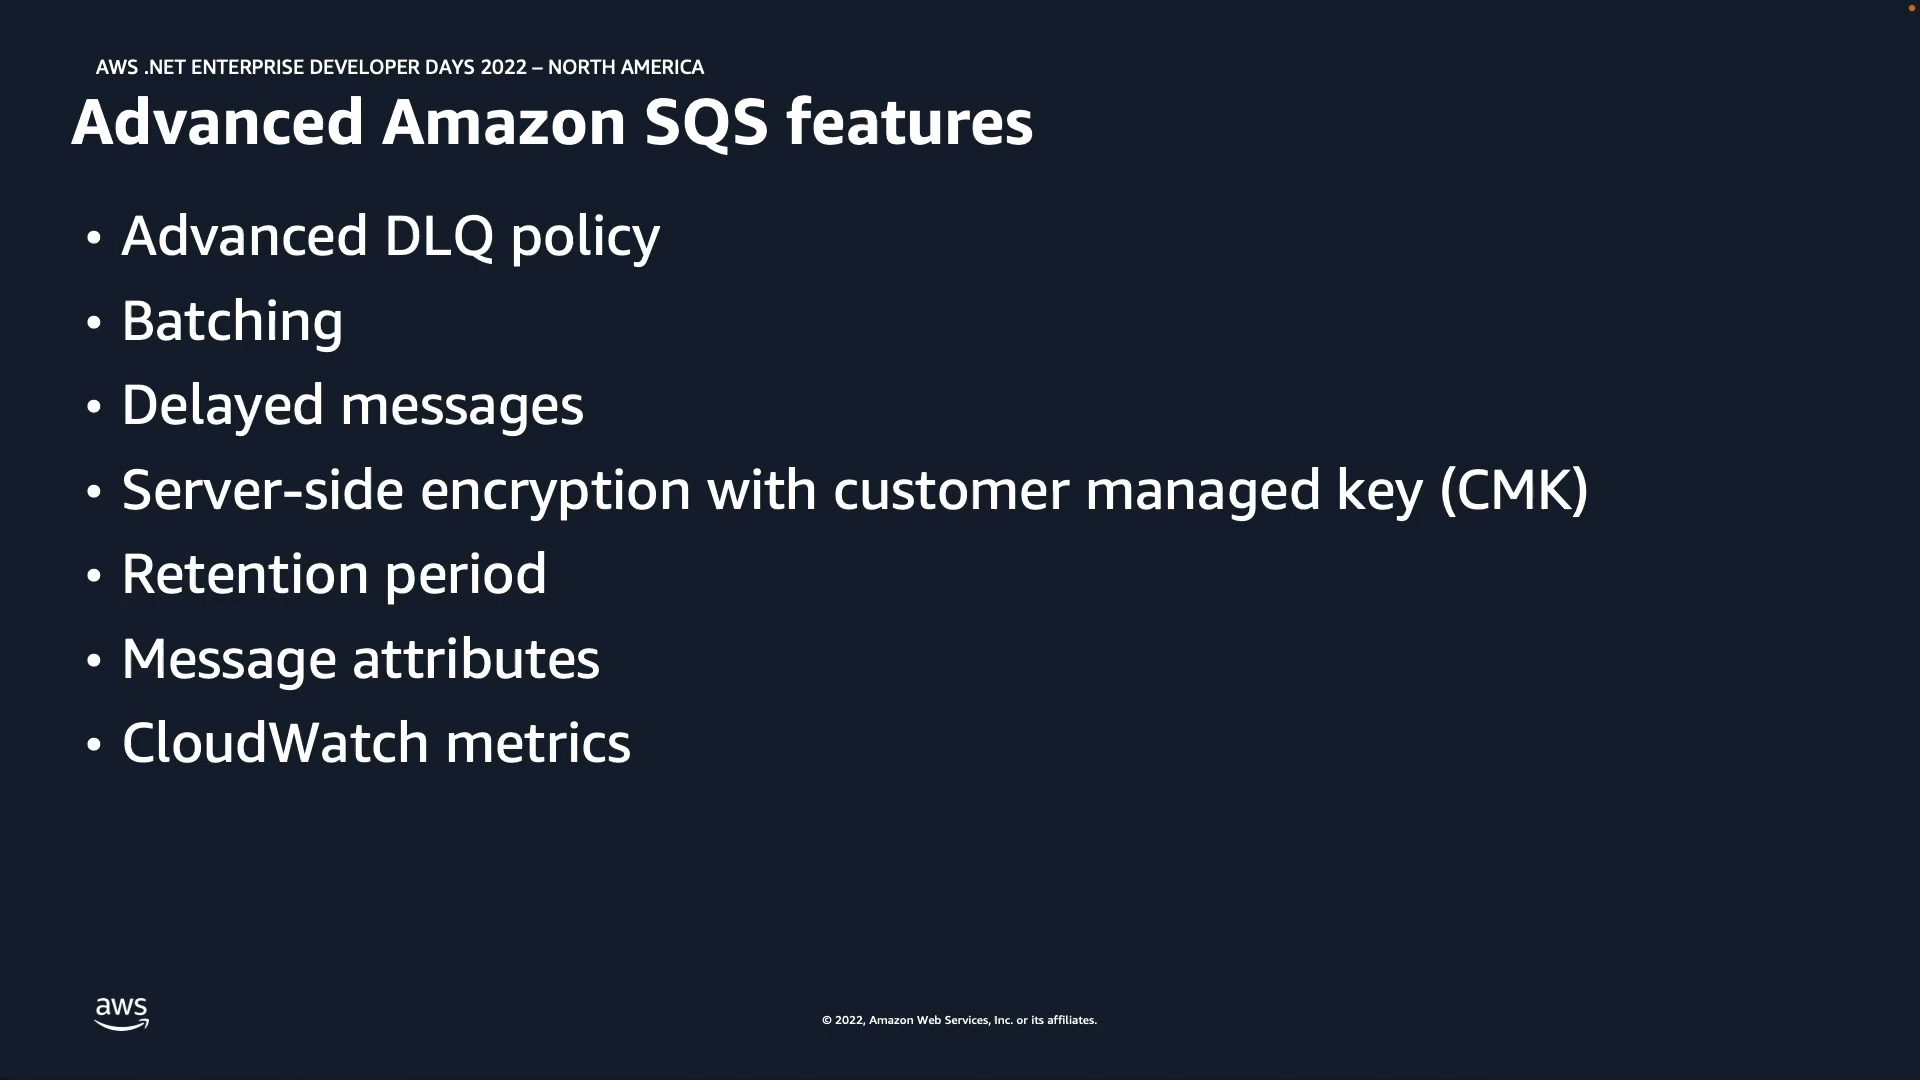 AWS .NET ENTERPRISE DEVELOPER DAYS 2022 – NORTH AMERICA
Advanced Amazon SQS features
• Advanced DLQ policy
• Batching
• Delayed messages
• Server-side encryption with customer managed key (CMK)
• Retention period
• Message attributes
• CloudWatch metrics
aws
© 2022, Amazon Web Services, Inc. or its affiliates.